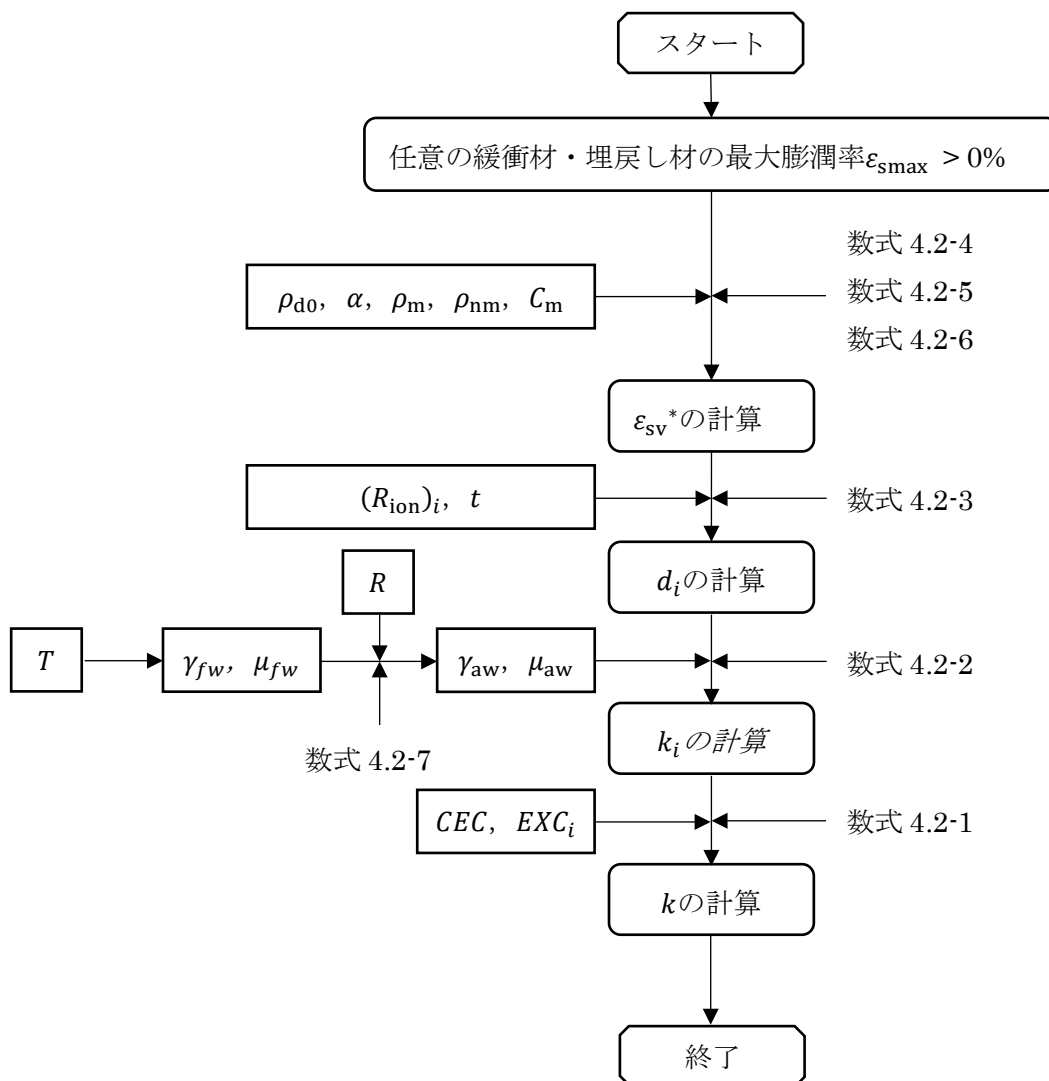 スタート
任意の緩衝材・埋戻し材の最大膨潤率εsmax > 0%
数式 4.2-4
ρd0, α, ρm, ρnm, Cm
数式 4.2-5
数式 4.2-6
εsv*の計算
(Rion)i, t
数式 4.2-3
diの計算
R
T
γfw, μfw
γaw, μaw
数式 4.2-2
kiの計算
数式 4.2-7
CEC, EXCi
数式 4.2-1
kの計算
終了